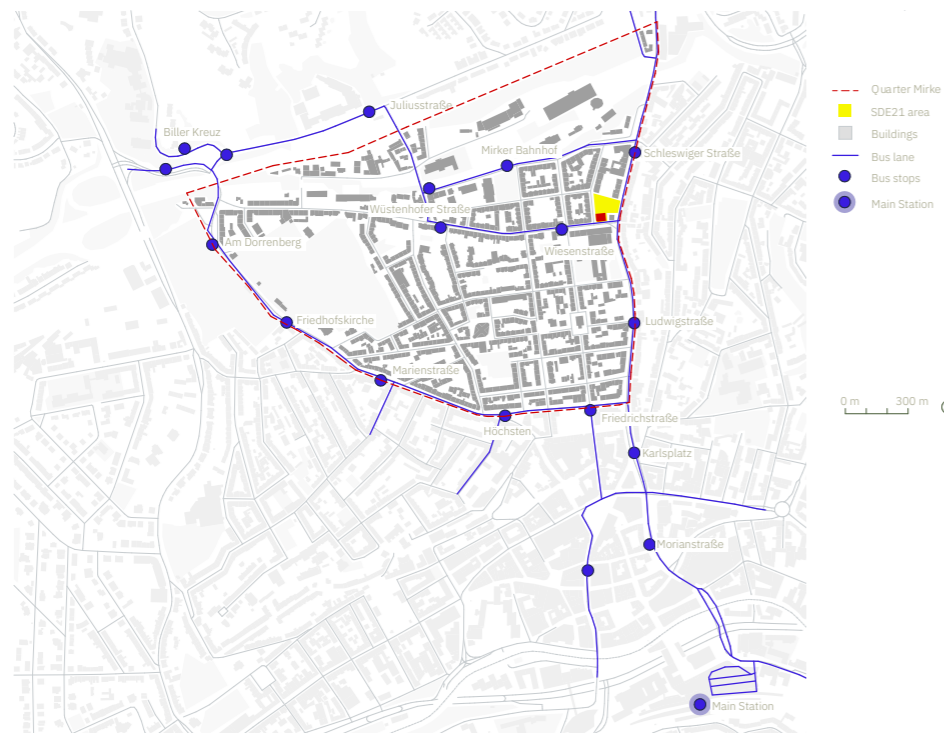 Juliusstraße
Biller Kreuz
Mirker Bahnhof
Schleswiger Straße
Wüstenhofer Straße
Am Dorrenberg
Wiesenstraße
Friedhofskirche
Ludwigstraße
Marienstraße
Friedrichstraße
Höchsten
Karlsplatz
Morianstraße
Main Station
Quarter Mirke
SDE21 area
Buildings
Bus lane
Bus stops
Main Station
0 m 300 m